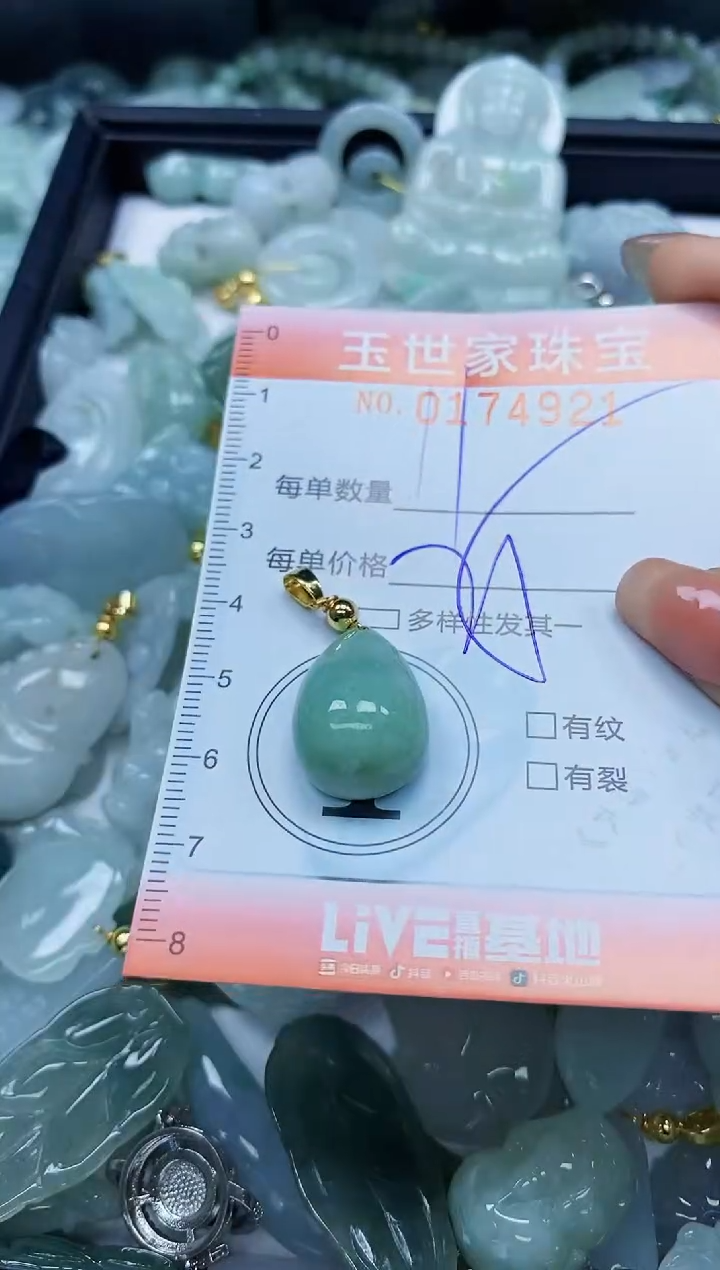 0
玉世家珠宝
1
NO. 0174921
2
每单数量
3
每单价格
4
多样性发其一
5
有纹
6
有裂
7
LiVE直播基地
8
抖音